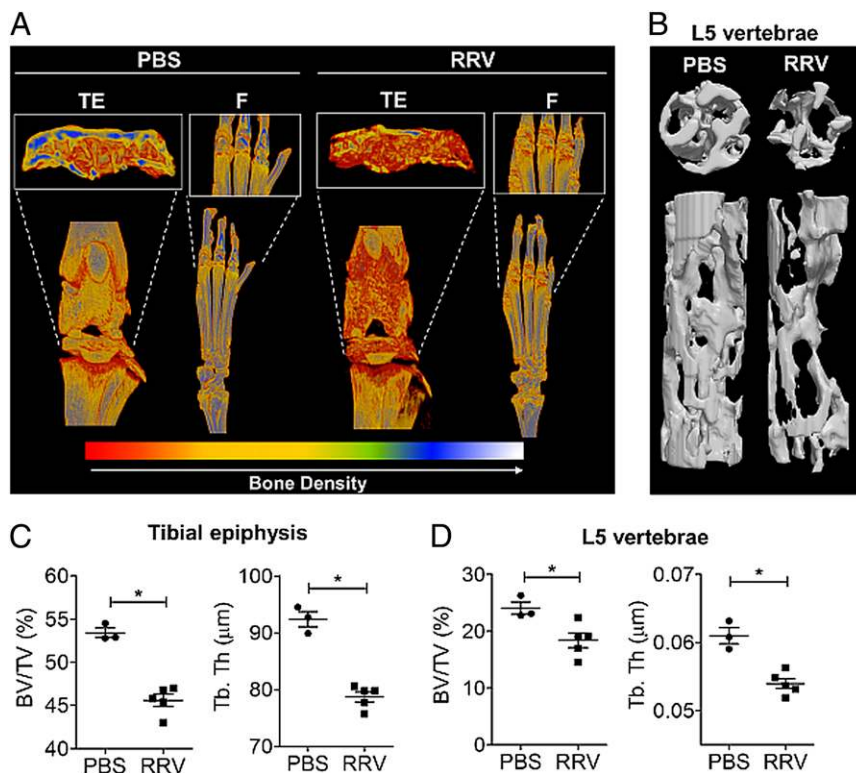 A
PBS RRV
TE F TE F
Bone Density
B
L5 vertebrae
PBS RRV
C
Tibial epiphysis
BV/TV (%)
60
55
50
45
40
*
PBS RRV
Tb. Th (μm)
100
90
80
70
*
PBS RRV
D
L5 vertebrae
BV/TV (%)
30
20
10
0
*
PBS RRV
Tb. Th (μm)
0.07
0.06
0.05
*
PBS RRV